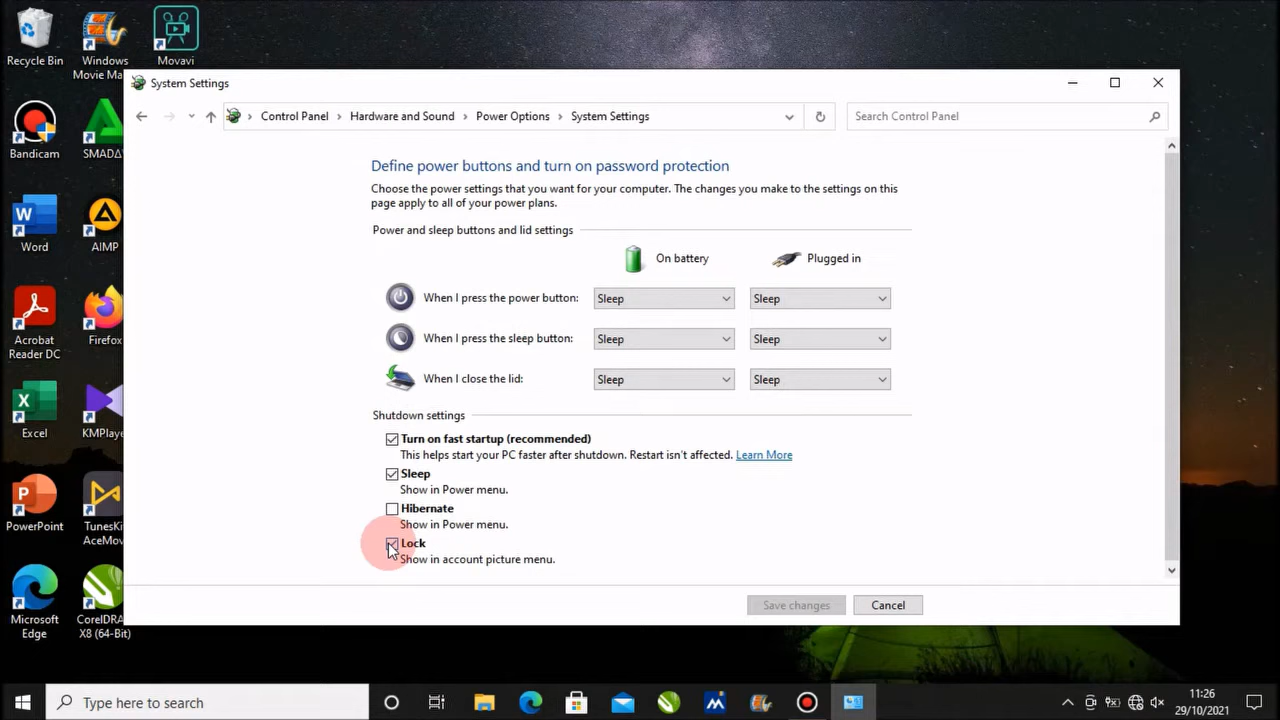 Recycle Bin
Windows
Movie Ma...
Movavi
System Settings
Control Panel
Hardware and Sound
Power Options
System Settings
Search Control Panel
Bandicam
SMADΔ
Define power buttons and turn on password protection
Choose the power settings that you want for your computer. The changes you make to the settings on this
page apply to all of your power plans.
Power and sleep buttons and lid settings
W
Word
AIMP
On battery
Plugged in
When I press the power button:
Sleep
Sleep
When I press the sleep button:
Sleep
Sleep
Acrobat
Reader DC
Firefox
When I close the lid:
Sleep
Sleep
Shutdown settings
X
Excel
KMPlaye
Turn on fast startup (recommended)
This helps start your PC faster after shutdown. Restart isn't affected. Learn More
Sleep
Show in Power menu.
Hibernate
Show in Power menu.
Lock
Show in account picture menu.
P
PowerPoint
TunesKit
AceMov
Save changes
Cancel
Microsoft
Edge
CorelDRA
X8 (64-Bit)
Type here to search
11:26
29/10/2021